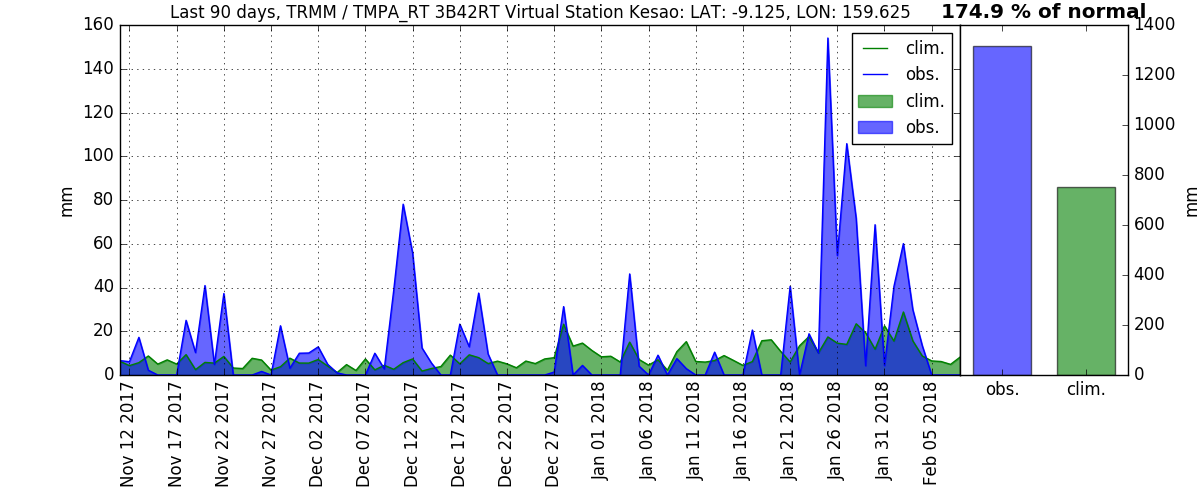 Last 90 days, TRMM / TMPA_RT 3B42RT Virtual Station Kesao: LAT: -9.125, LON: 159.625
174.9 % of normal
160
140
120
100
80
60
40
20
0
mm
clim.
obs.
clim.
obs.
1400
1200
1000
800
600
400
200
0
mm
Nov 12 2017
Nov 17 2017
Nov 22 2017
Nov 27 2017
Dec 02 2017
Dec 07 2017
Dec 12 2017
Dec 17 2017
Dec 22 2017
Dec 27 2017
Jan 01 2018
Jan 06 2018
Jan 11 2018
Jan 16 2018
Jan 21 2018
Jan 26 2018
Jan 31 2018
Feb 05 2018
obs.
clim.